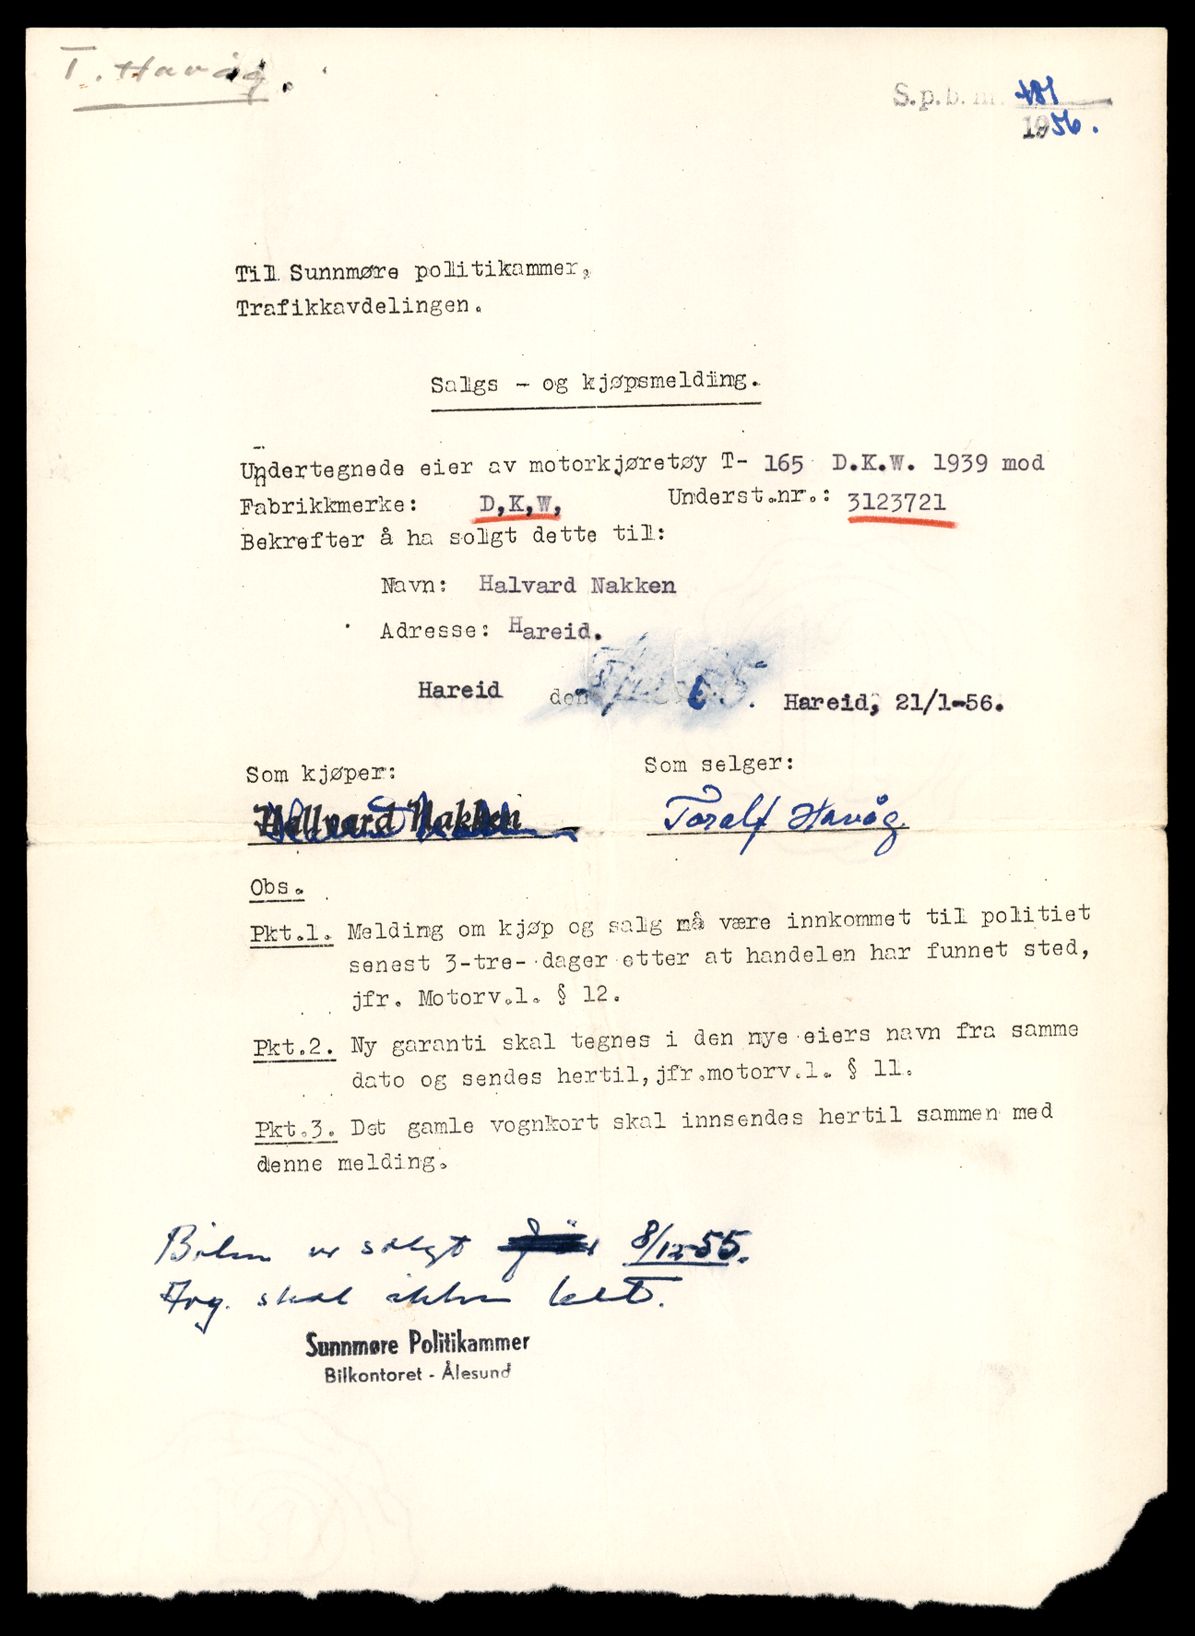 T. Havåg.
S.p.b. nr. 481
1956.
Til Sunnmøre politikammer,
Trafikkavdelingen.
Salgs - og kjøpsmelding.
Undertegnede eier av motorkjøretøy T- 165 D.K.W. 1939 mod
Fabrikkmerke: D,K,W, Underst.nr.: 3123721
Bekrefter å ha solgt dette til:
Navn: Halvard Nakken
Adresse: Hareid.
Hareid den Hareid, 21/1-56.
Som kjøper: Som selger:
Hallvard Nakken Toralf Havåg
Obs.
Pkt.1. Melding om kjøp og salg må være innkommet til politiet
senest 3-tre- dager etter at handelen har funnet sted,
jfr. Motorv.l. § 12.
Pkt.2. Ny garanti skal tegnes i den nye eiers navn fra samme
dato og sendes hertil, jfr.motorv.l. § 11.
Pkt.3. Det gamle vognkort skal innsendes hertil sammen med
denne melding.
Bilen er solgt 8/12-55.
skal ikke
Sunnmøre Politikammer
Bilkontoret - Ålesund